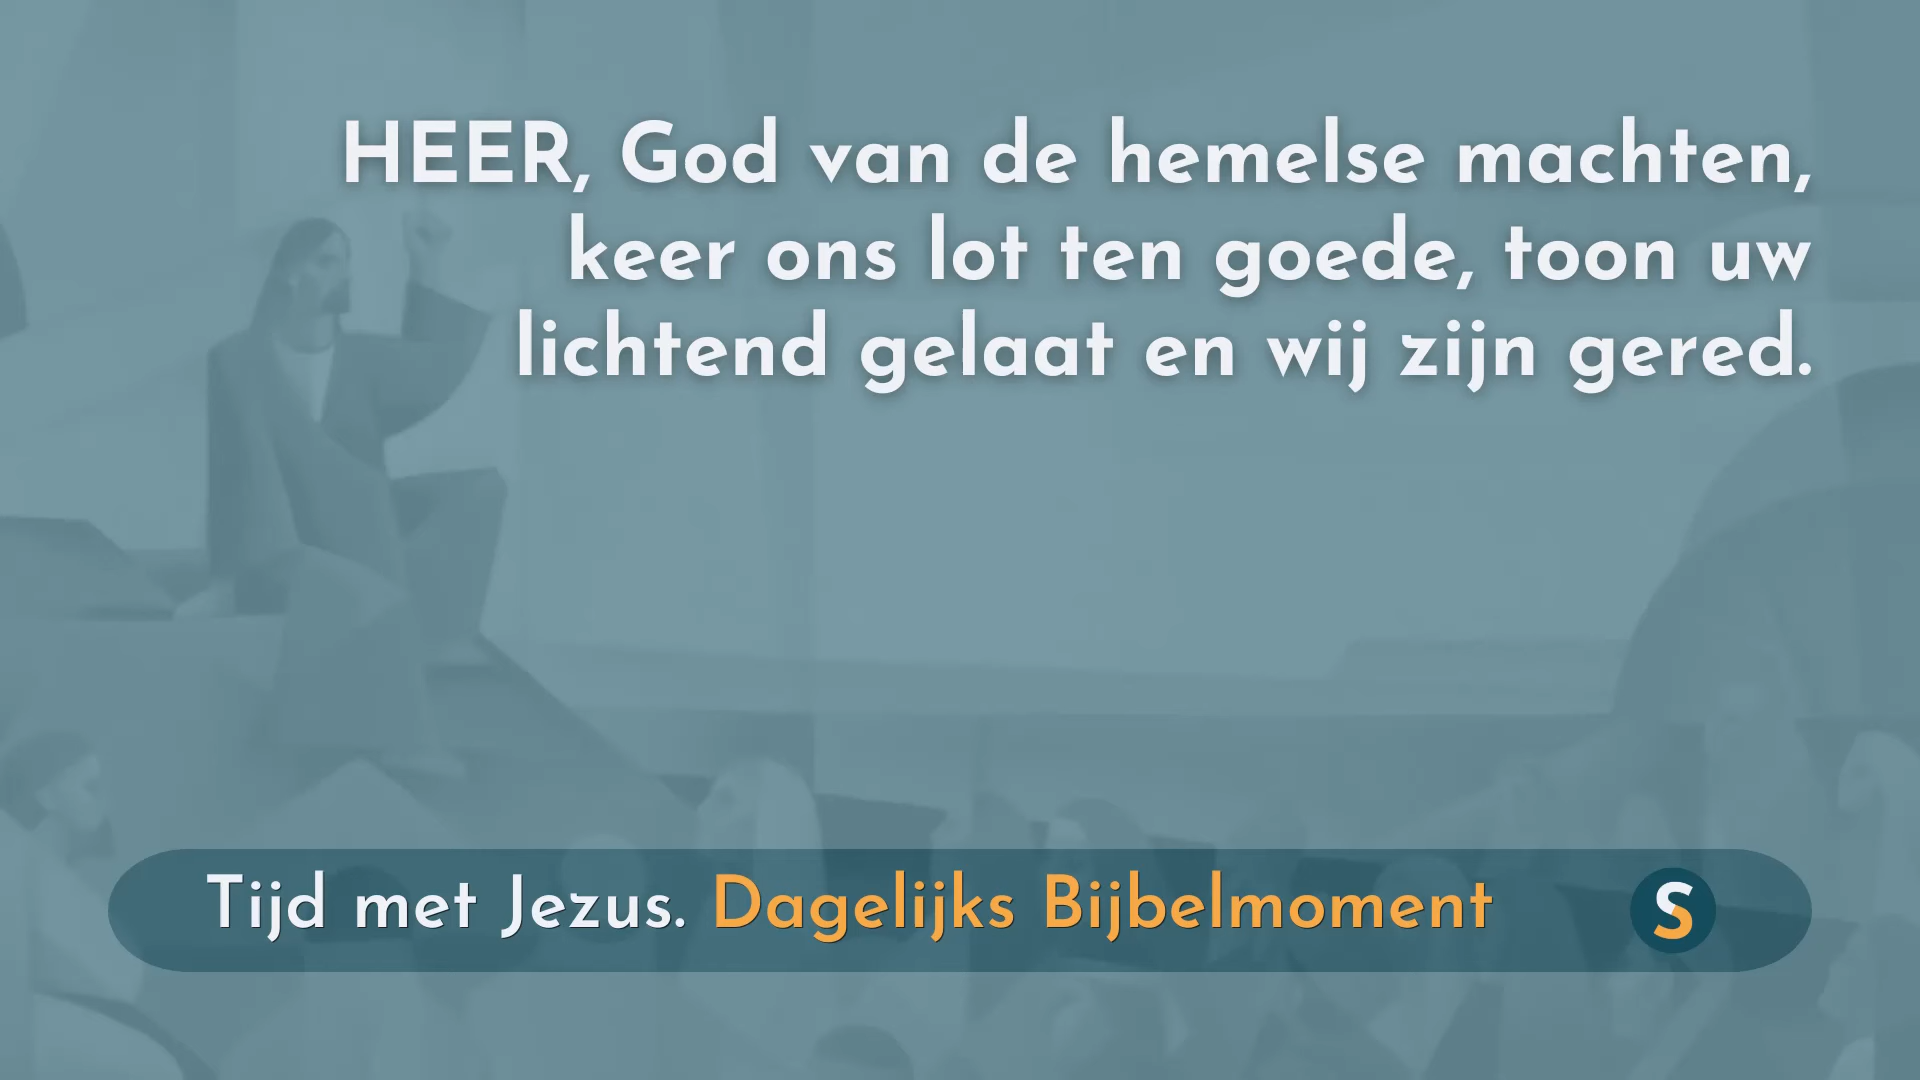 HEER, God van de hemelse machten,
keer ons lot ten goede, toon uw
lichtend gelaat en wij zijn gered.
Tijd met Jezus. Dagelijks Bijbelmoment
S